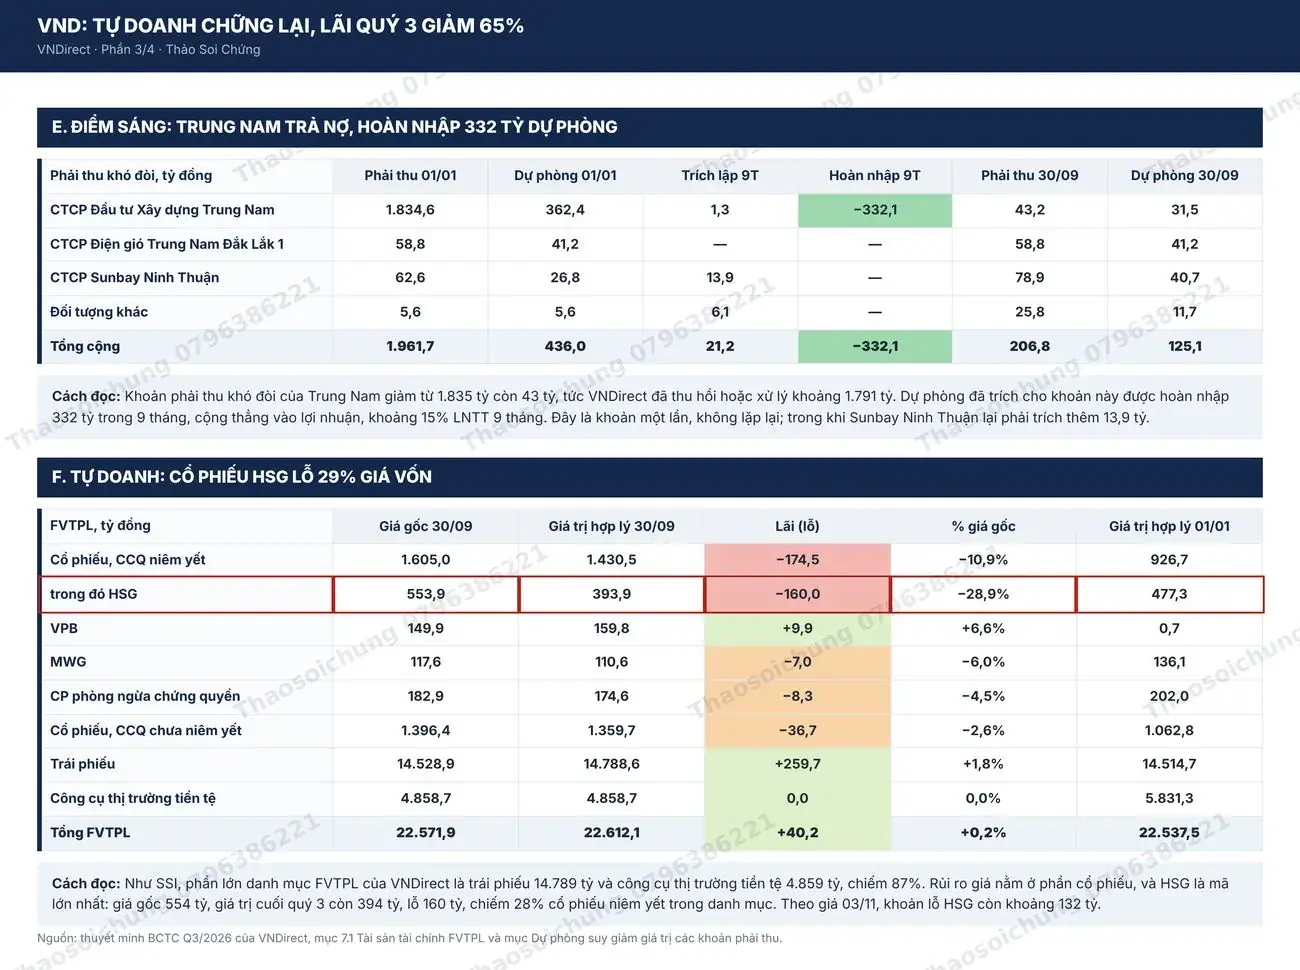 VND: TỰ DOANH CHỮNG LẠI, LÃI QUÝ 3 GIẢM 65%
VNDirect · Phần 3/4 · Thảo Soi Chứng
E. ĐIỂM SÁNG: TRUNG NAM TRẢ NỢ, HOÀN NHẬP 332 TỶ DỰ PHÒNG
Phải thu khó đòi, tỷ đồng Phải thu 01/01 Dự phòng 01/01 Trích lập 9T Hoàn nhập 9T Phải thu 30/09 Dự phòng 30/09
CTCP Đầu tư Xây dựng Trung Nam 1.834,6 362,4 1,3 −332,1 43,2 31,5
CTCP Điện gió Trung Nam Đắk Lắk 1 58,8 41,2 — — 58,8 41,2
CTCP Sunbay Ninh Thuận 62,6 26,8 13,9 — 78,9 40,7
Đối tượng khác 5,6 5,6 6,1 — 25,8 11,7
Tổng cộng 1.961,7 436,0 21,2 −332,1 206,8 125,1
Cách đọc: Khoản phải thu khó đòi của Trung Nam giảm từ 1.835 tỷ còn 43 tỷ, tức VNDirect đã thu hồi hoặc xử lý khoảng 1.791 tỷ. Dự phòng đã trích cho khoản này được hoàn nhập
332 tỷ trong 9 tháng, cộng thẳng vào lợi nhuận, khoảng 15% LNTT 9 tháng. Đây là khoản một lần, không lặp lại; trong khi Sunbay Ninh Thuận lại phải trích thêm 13,9 tỷ.
F. TỰ DOANH: CỔ PHIẾU HSG LỖ 29% GIÁ VỐN
FVTPL, tỷ đồng Giá gốc 30/09 Giá trị hợp lý 30/09 Lãi (lỗ) % giá gốc Giá trị hợp lý 01/01
Cổ phiếu, CCQ niêm yết 1.605,0 1.430,5 −174,5 −10,9% 926,7
trong đó HSG 553,9 393,9 −160,0 −28,9% 477,3
VPB 149,9 159,8 +9,9 +6,6% 0,7
MWG 117,6 110,6 −7,0 −6,0% 136,1
CP phòng ngừa chứng quyền 182,9 174,6 −8,3 −4,5% 202,0
Cổ phiếu, CCQ chưa niêm yết 1.396,4 1.359,7 −36,7 −2,6% 1.062,8
Trái phiếu 14.528,9 14.788,6 +259,7 +1,8% 14.514,7
Công cụ thị trường tiền tệ 4.858,7 4.858,7 0,0 0,0% 5.831,3
Tổng FVTPL 22.571,9 22.612,1 +40,2 +0,2% 22.537,5
Cách đọc: Như SSI, phần lớn danh mục FVTPL của VNDirect là trái phiếu 14.789 tỷ và công cụ thị trường tiền tệ 4.859 tỷ, chiếm 87%. Rủi ro giá nằm ở phần cổ phiếu, và HSG là mã
lớn nhất: giá gốc 554 tỷ, giá trị cuối quý 3 còn 394 tỷ, lỗ 160 tỷ, chiếm 28% cổ phiếu niêm yết trong danh mục. Theo giá 03/11, khoản lỗ HSG còn khoảng 132 tỷ.
Nguồn: thuyết minh BCTC Q3/2026 của VNDirect, mục 7.1 Tài sản tài chính FVTPL và mục Dự phòng suy giảm giá trị các khoản phải thu.
Thaosoichung 0796386221